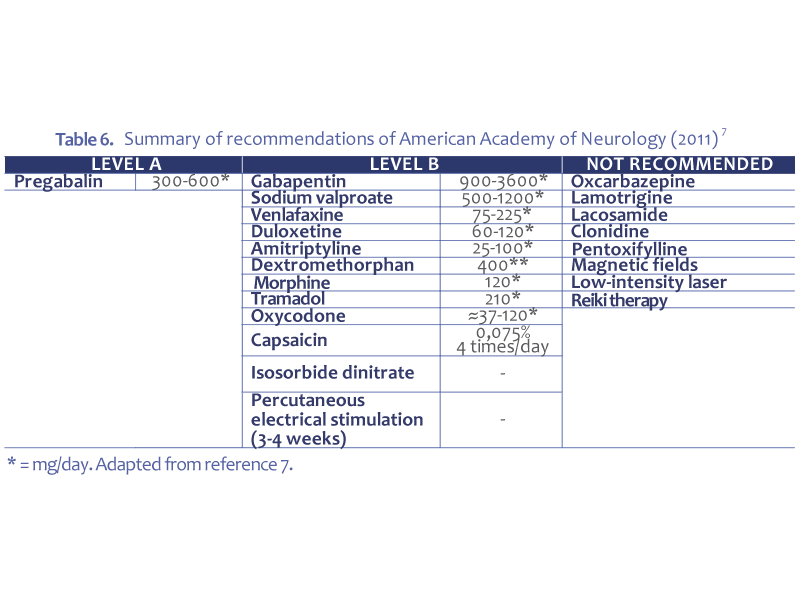 Table 6. Summary of recommendations of American Academy of Neurology (2011) 7
LEVEL A LEVEL B NOT RECOMMENDED
Pregabalin 300-600* Gabapentin 900-3600* Oxcarbazepine
Sodium valproate 500-1200* Lamotrigine
Venlafaxine 75-225* Lacosamide
Duloxetine 60-120* Clonidine
Amitriptyline 25-100* Pentoxifylline
Dextromethorphan 400** Magnetic fields
Morphine 120* Low-intensity laser
Tramadol 210* Reiki therapy
Oxycodone ≈37-120*
Capsaicin 0,075%
4 times/day
Isosorbide dinitrate -
Percutaneous
electrical stimulation -
(3-4 weeks)
* = mg/day. Adapted from reference 7.